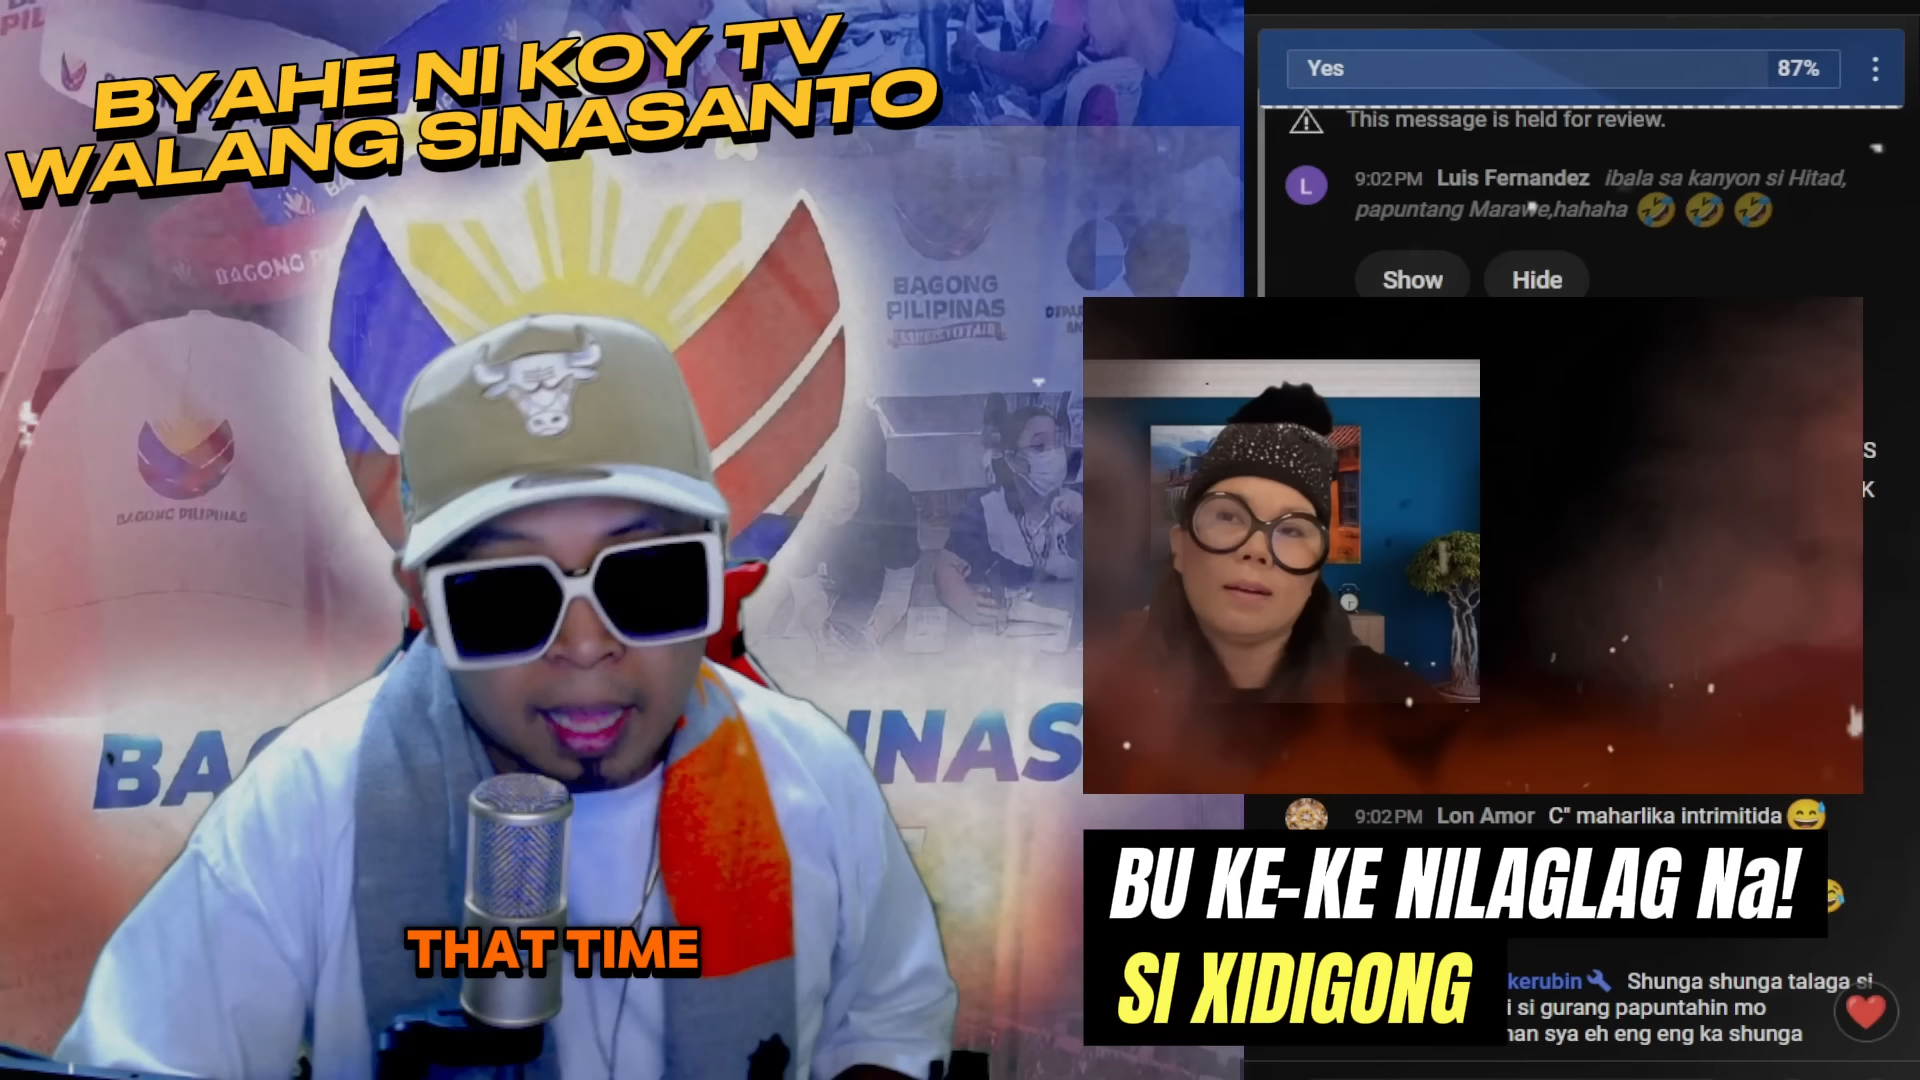 BYAHE NI KOY TV
WALANG SINASANTO
BAGONG
PILIPINAS
BAGONG PILIPINAS
THAT TIME
Yes 87%
This message is held for review.
L
9:02 PM Luis Fernandez ibala sa kanyon si Hitad,
papuntang Marawe,hahaha 🤣 🤣 🤣
Show Hide
S
K
9:02 PM Lon Amor C" maharlika intrimitida 😅
BU KE-KE NILAGLAG Na!
SI XIDIGONG
kerubin Shunga shunga talaga si
i si gurang papuntahin mo
nan sya eh eng eng ka shunga